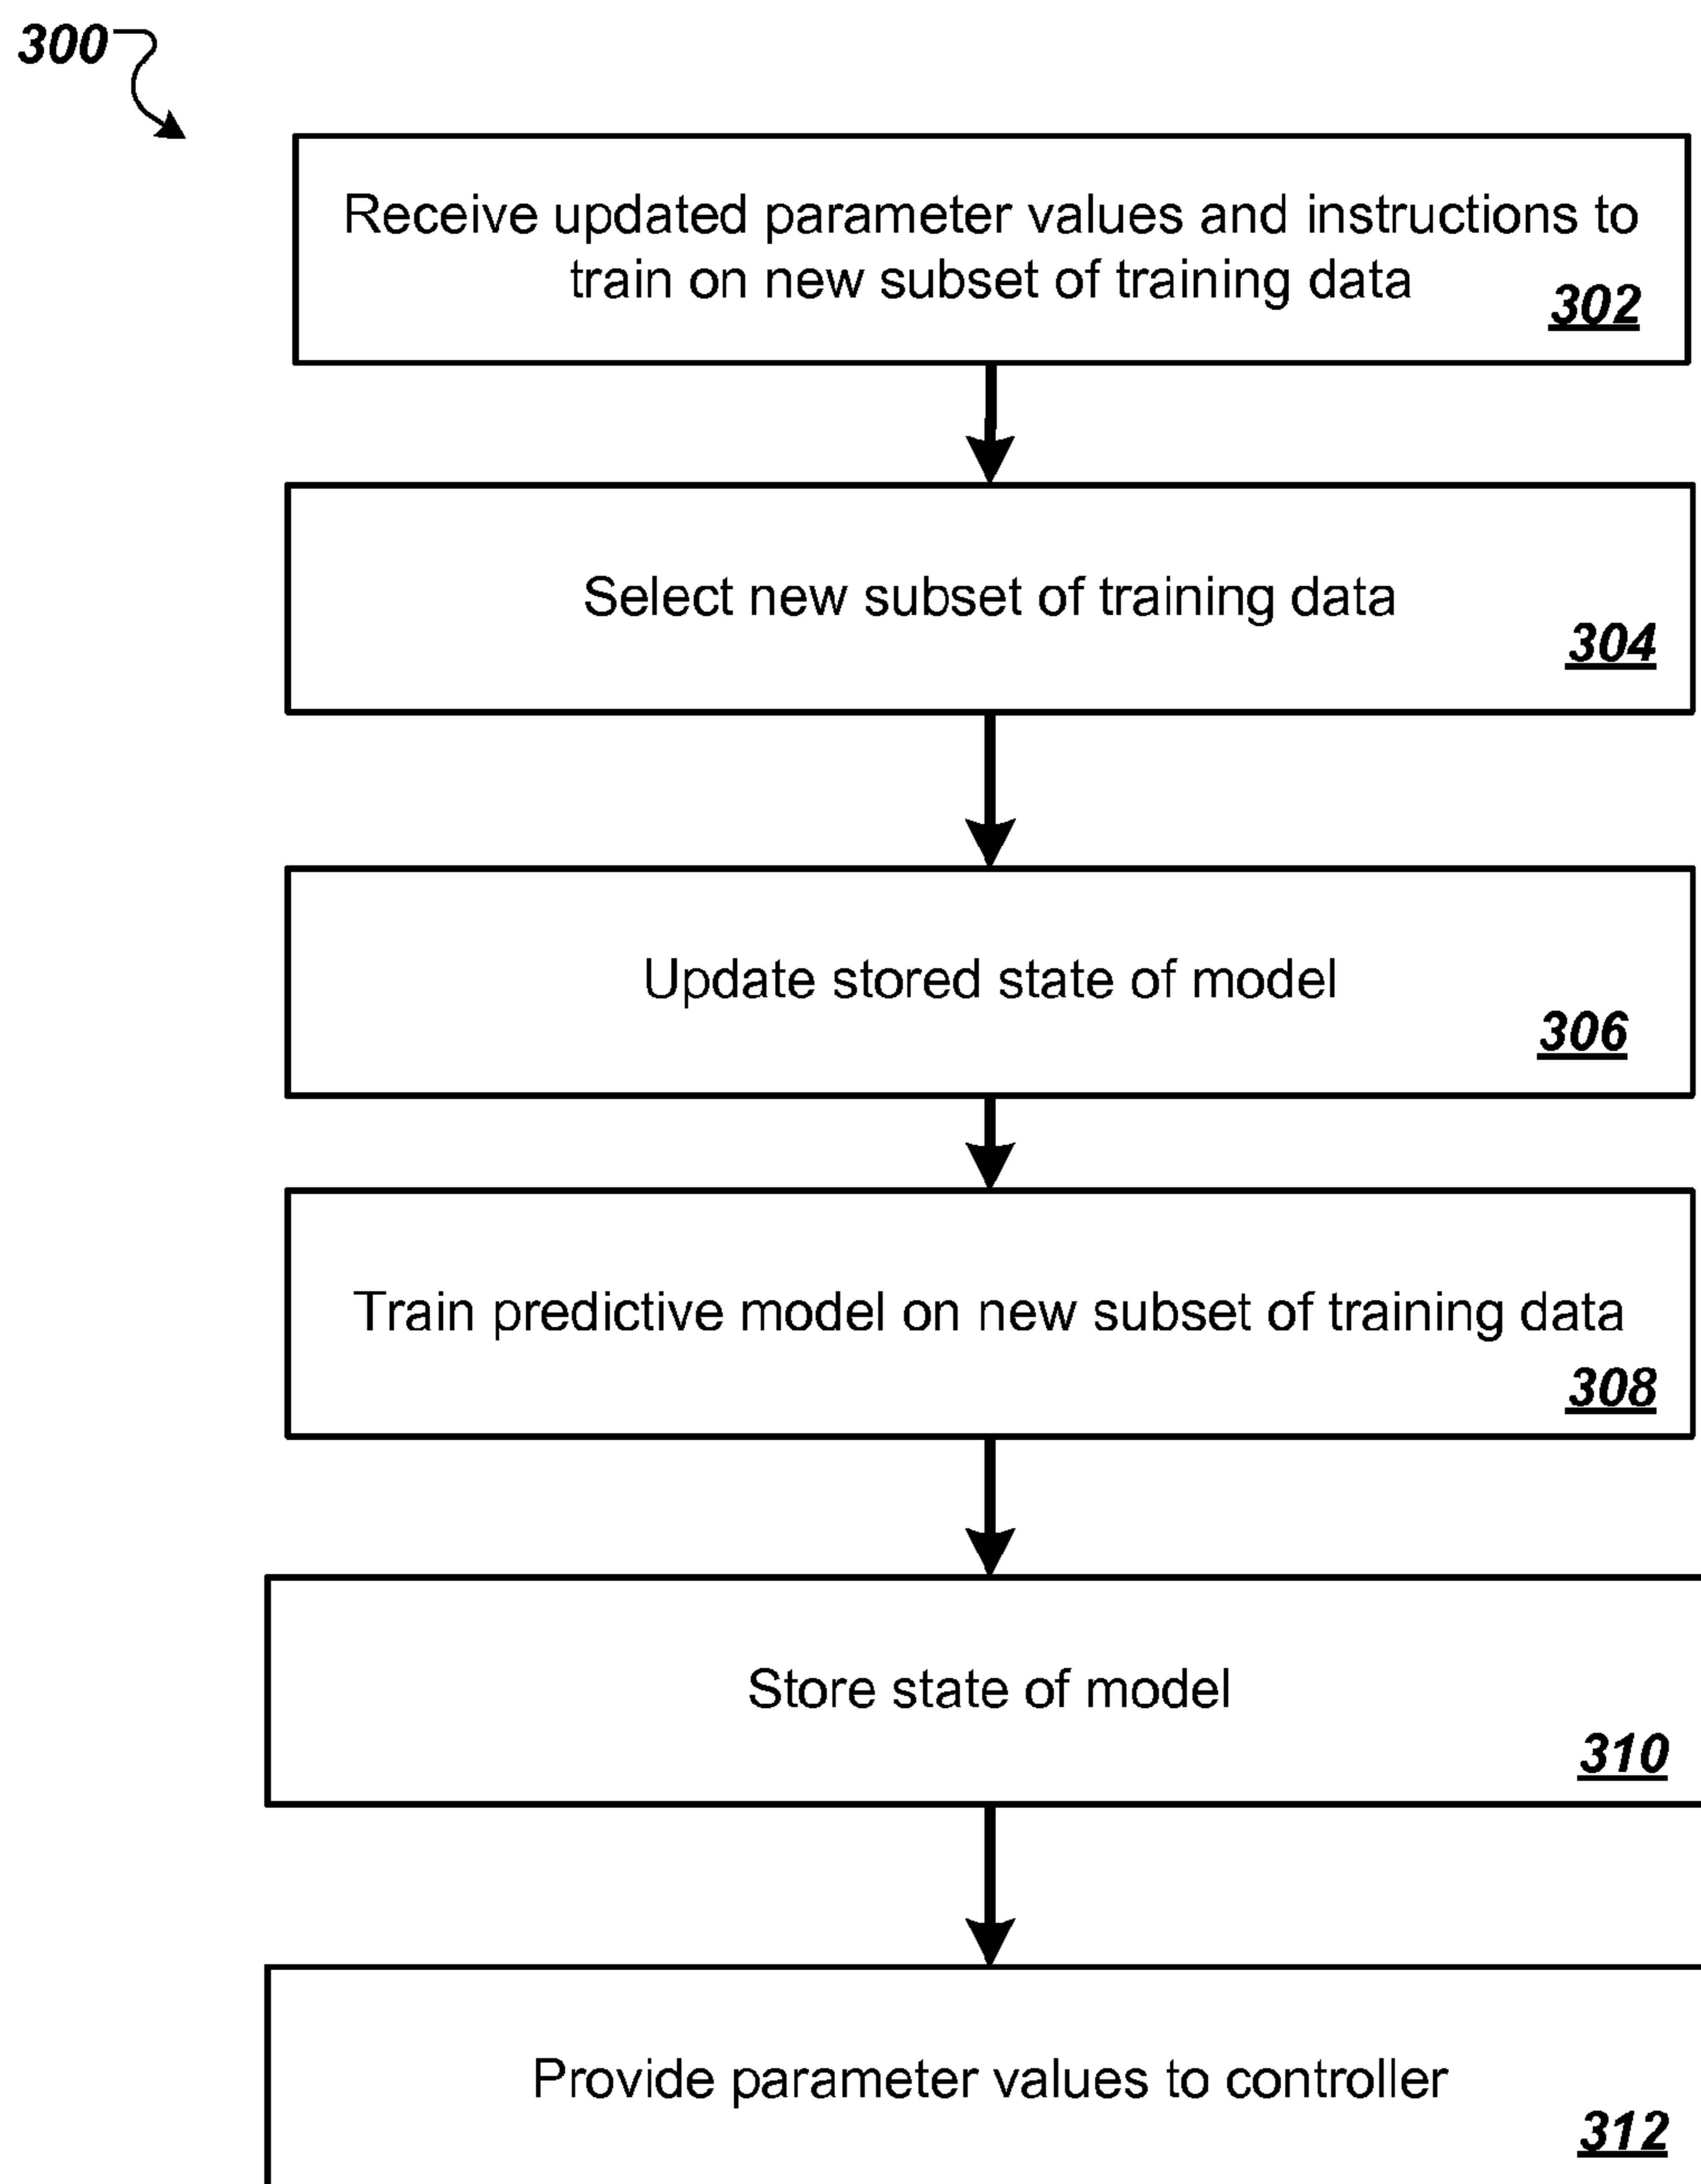 300
Receive updated parameter values and instructions to
train on new subset of training data
302
Select new subset of training data
304
Update stored state of model
306
Train predictive model on new subset of training data
308
Store state of model
310
Provide parameter values to controller
312